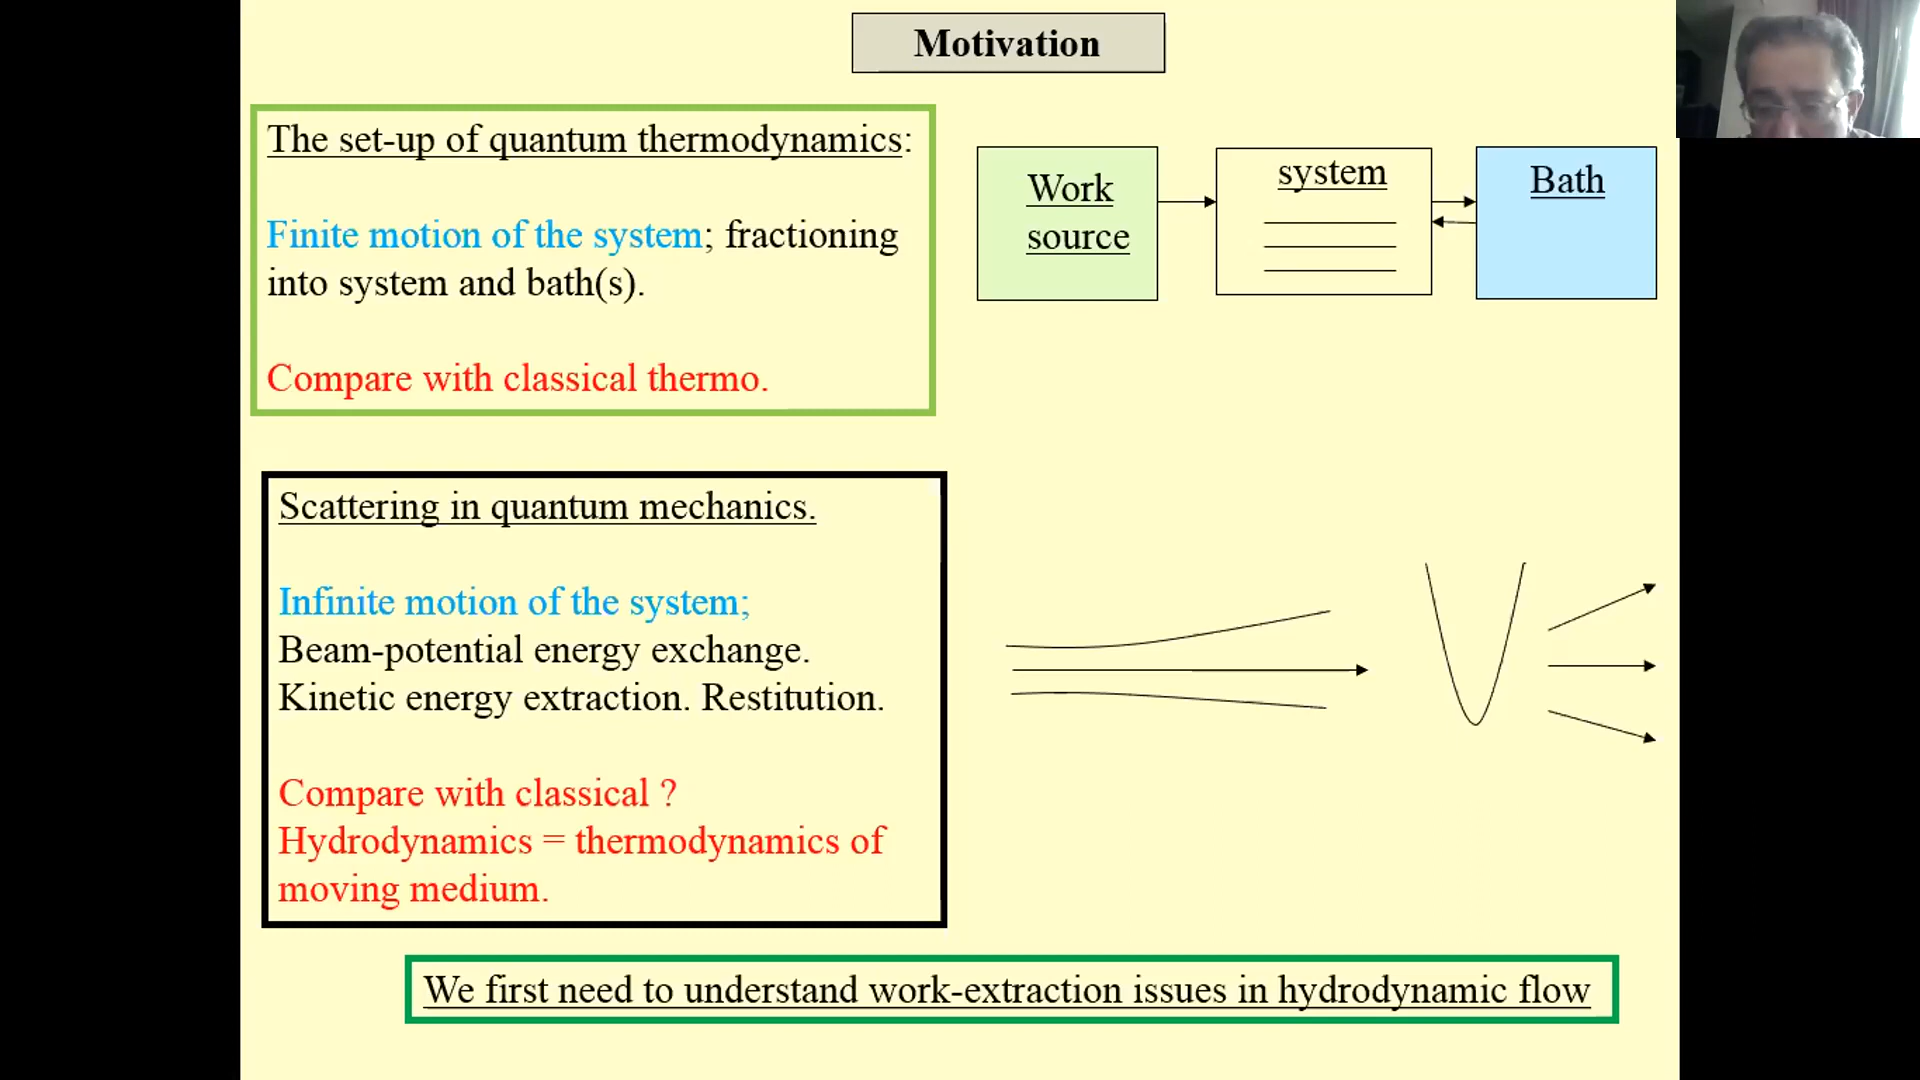 Motivation
The set-up of quantum thermodynamics:
Finite motion of the system; fractioning
into system and bath(s).
Compare with classical thermo.
Work
source
system
Bath
Scattering in quantum mechanics.
Infinite motion of the system;
Beam-potential energy exchange.
Kinetic energy extraction. Restitution.
Compare with classical ?
Hydrodynamics = thermodynamics of
moving medium.
We first need to understand work-extraction issues in hydrodynamic flow